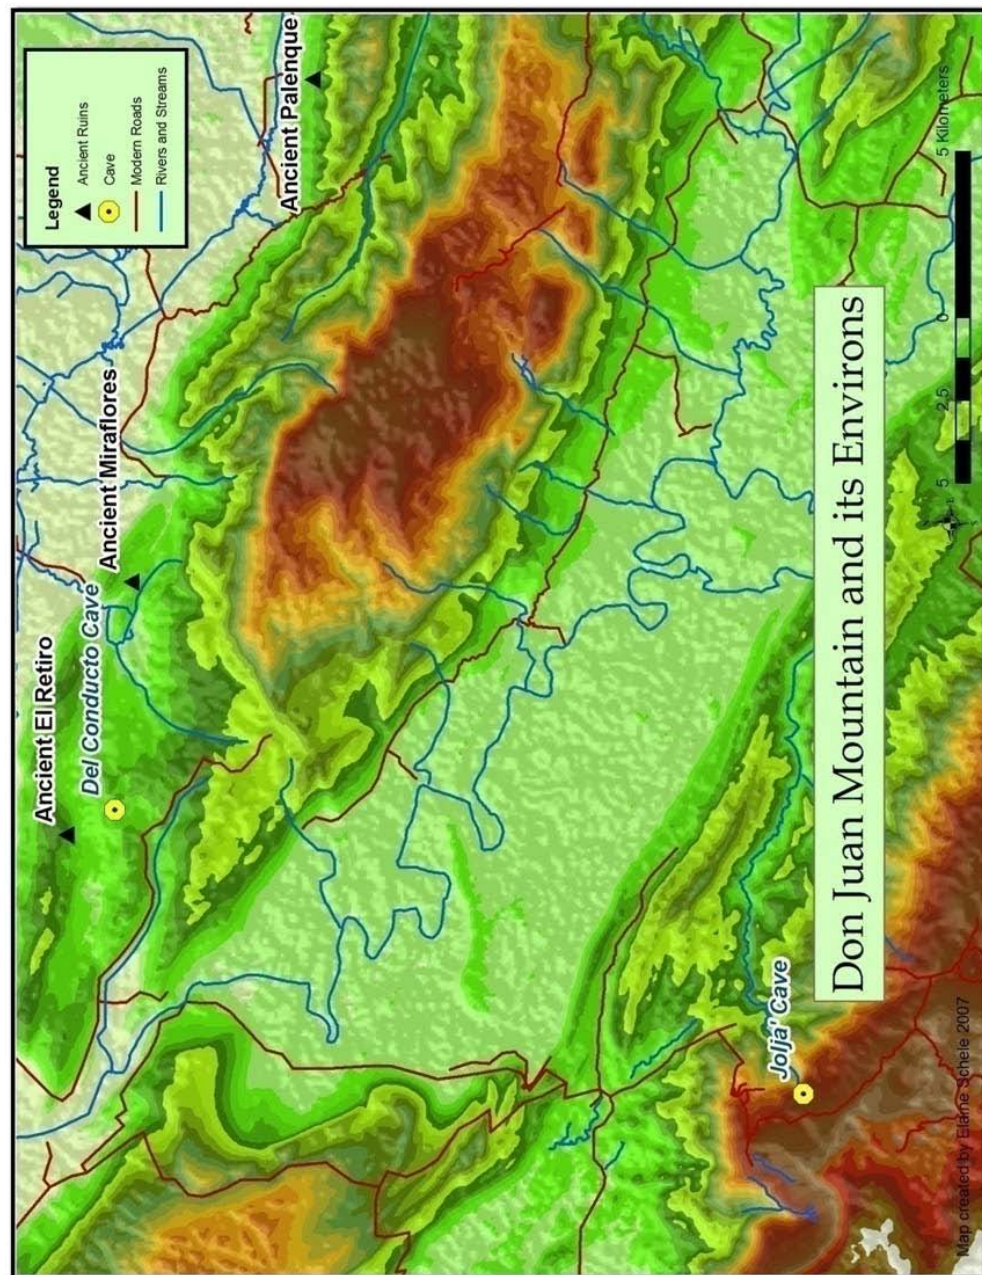 Legend
Ancient Ruins
Cave
Modern Roads
Rivers and Streams
Ancient El Retiro
Del Conducto Cave
Ancient Miraflores
Ancient Palenque
Jolja' Cave
Don Juan Mountain and its Environs
5 2.5 0 5 Kilometers
Map created by Elaine Schele 2007